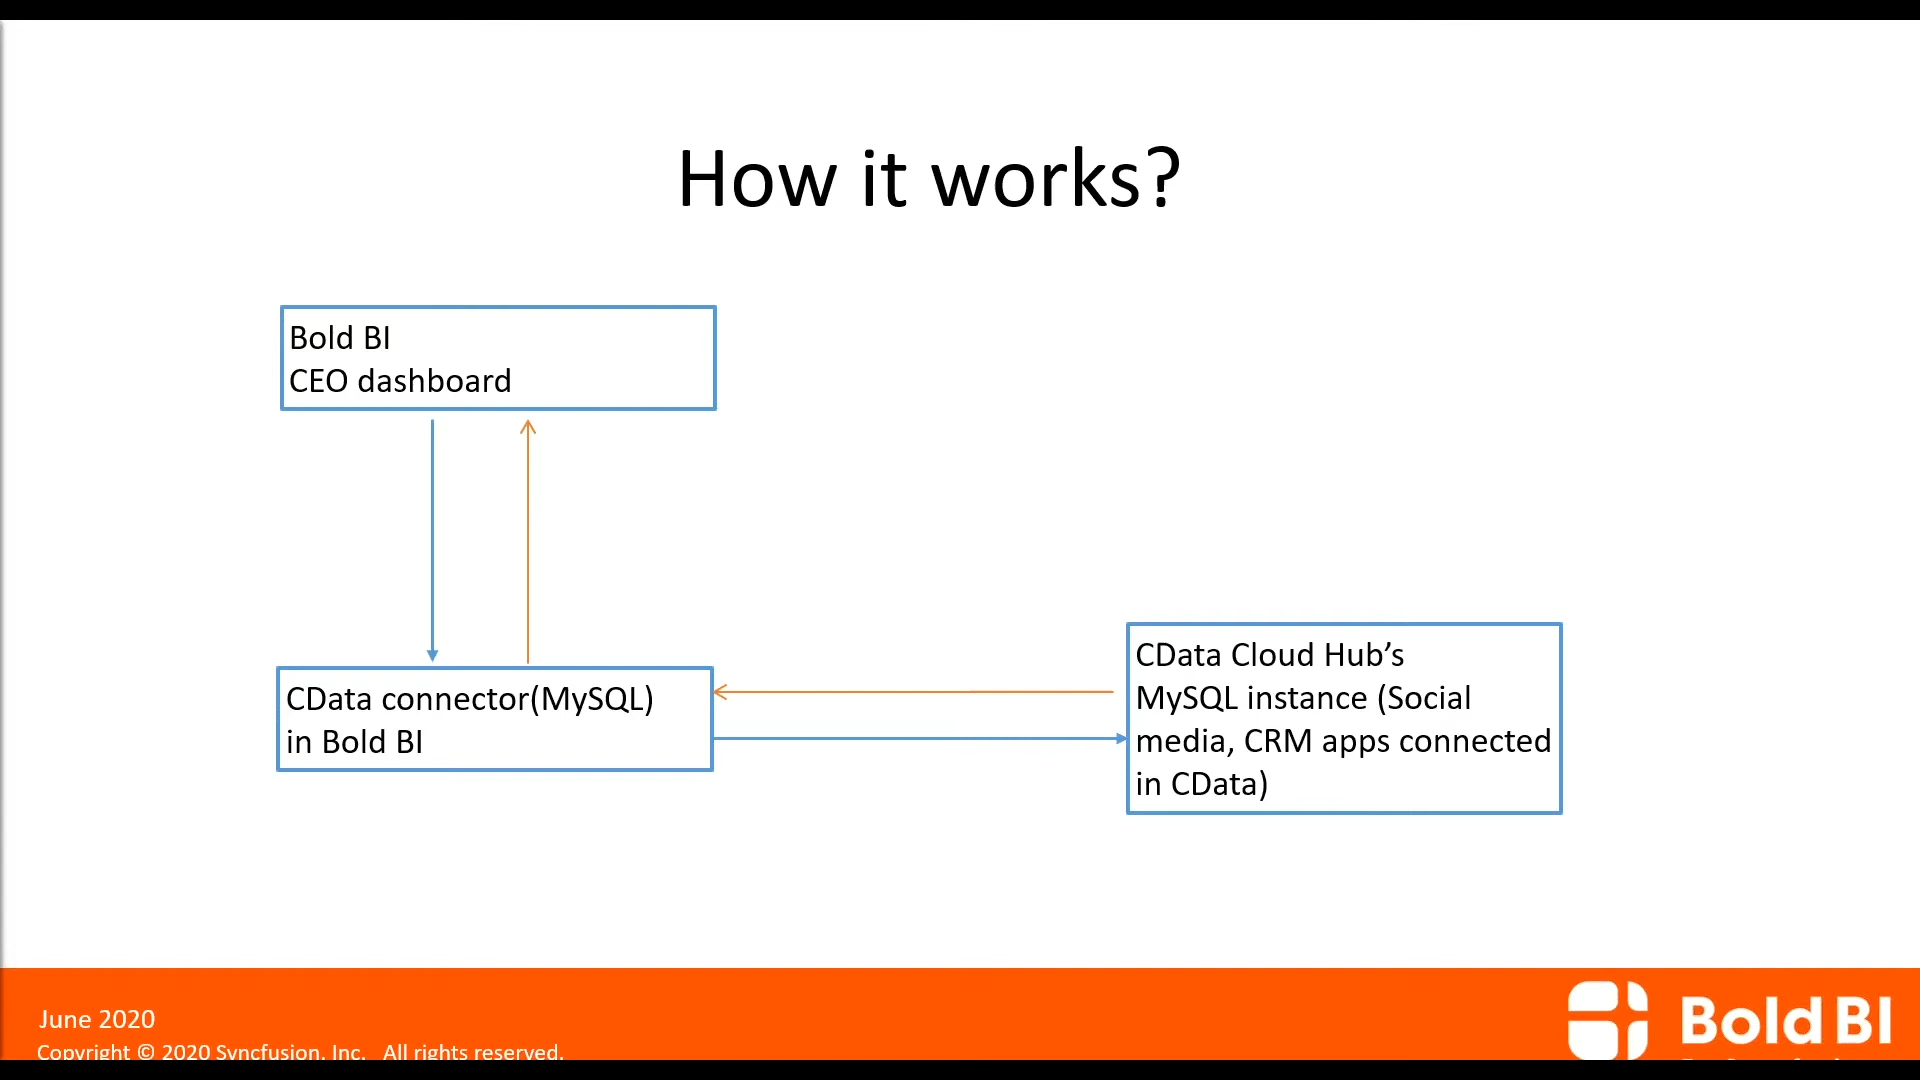 How it works?
Bold BI
CEO dashboard
CData connector(MySQL)
in Bold BI
CData Cloud Hub’s
MySQL instance (Social
media, CRM apps connected
in CData)
June 2020
Copyright © 2020 Syncfusion, Inc.   All rights reserved.
Bold BI